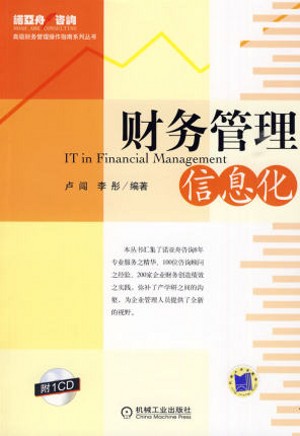 诺亚舟咨询
NOAH ARK CONSULTING
高级财务管理操作指南系列丛书
财务管理
IT in Financial Management
信息化
卢闯 李彤/编著
本丛书汇集了诺亚舟咨询8年
专业服务之精华，100位咨询顾问
之经验，200家企业财务创造绩效
之实践，弥补了产学研之间的沟
壑，为企业管理人员提供了全新
的视野。
附1CD
机械工业出版社
China Machine Press